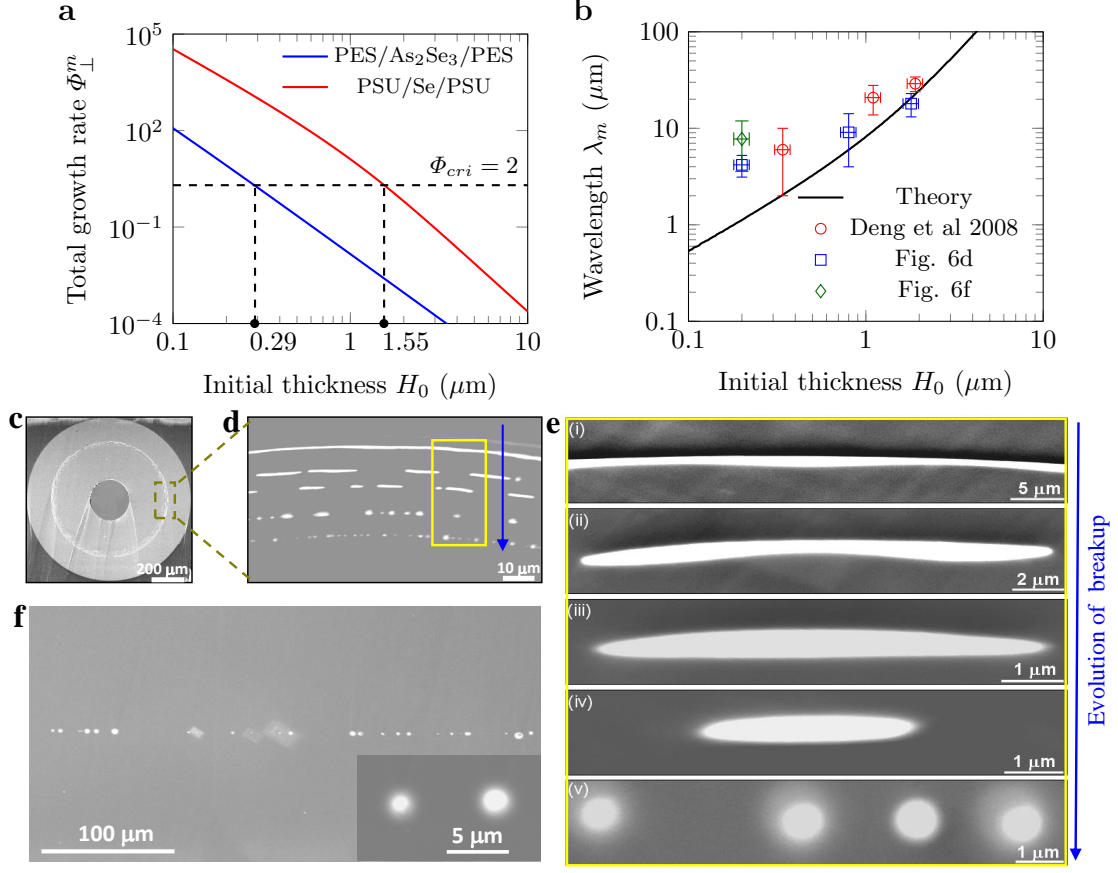 a
Total growth rate Φ⊥^m
10^5
10^2
10^−1
10^−4
PES/As₂Se₃/PES
PSU/Se/PSU
Φ_cri = 2
0.1
0.29
1
1.55
10
Initial thickness H₀ (μm)
b
Wavelength λ_m (μm)
100
10
1
0.1
Theory
Deng et al 2008
Fig. 6d
Fig. 6f
0.1
1
10
Initial thickness H₀ (μm)
c
200 μm
d
10 μm
e
(i)
5 μm
(ii)
2 μm
(iii)
1 μm
(iv)
1 μm
(v)
1 μm
Evolution of breakup
f
100 μm
5 μm